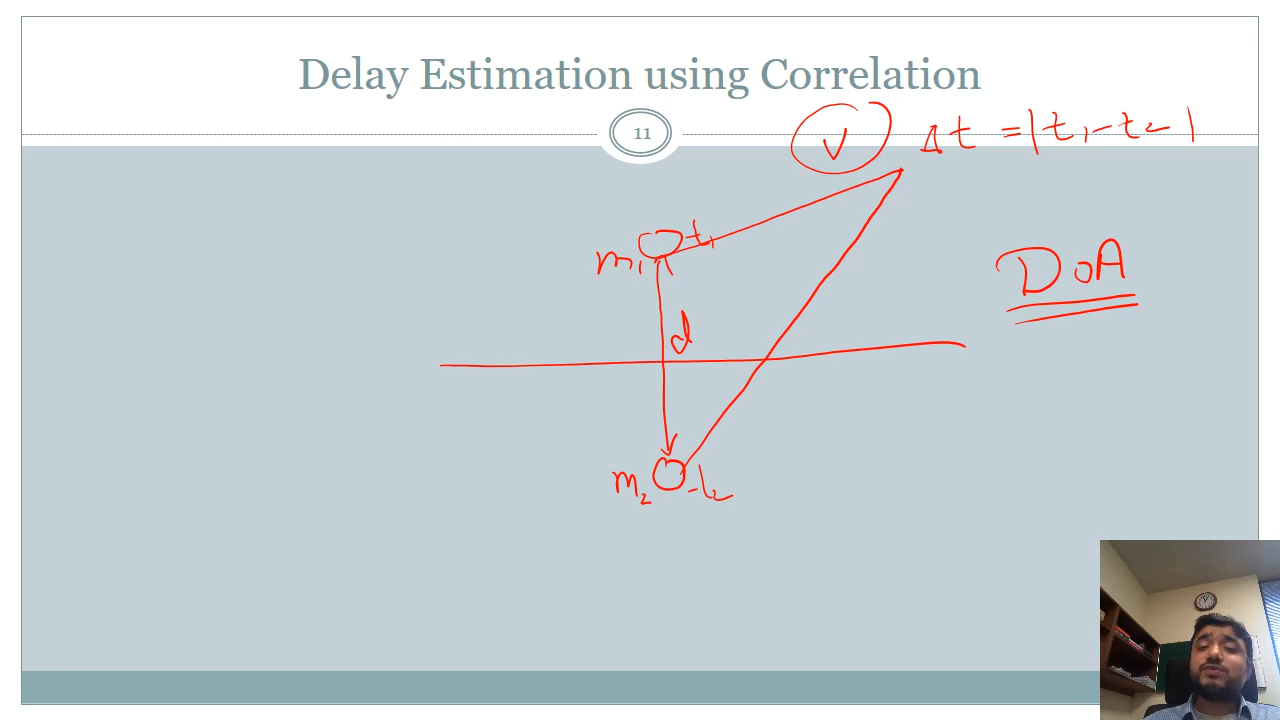 Delay Estimation using Correlation
11
V
Δt = |t₁ - t₂|
t₁
m₁
DoA
d
m₂
t₂